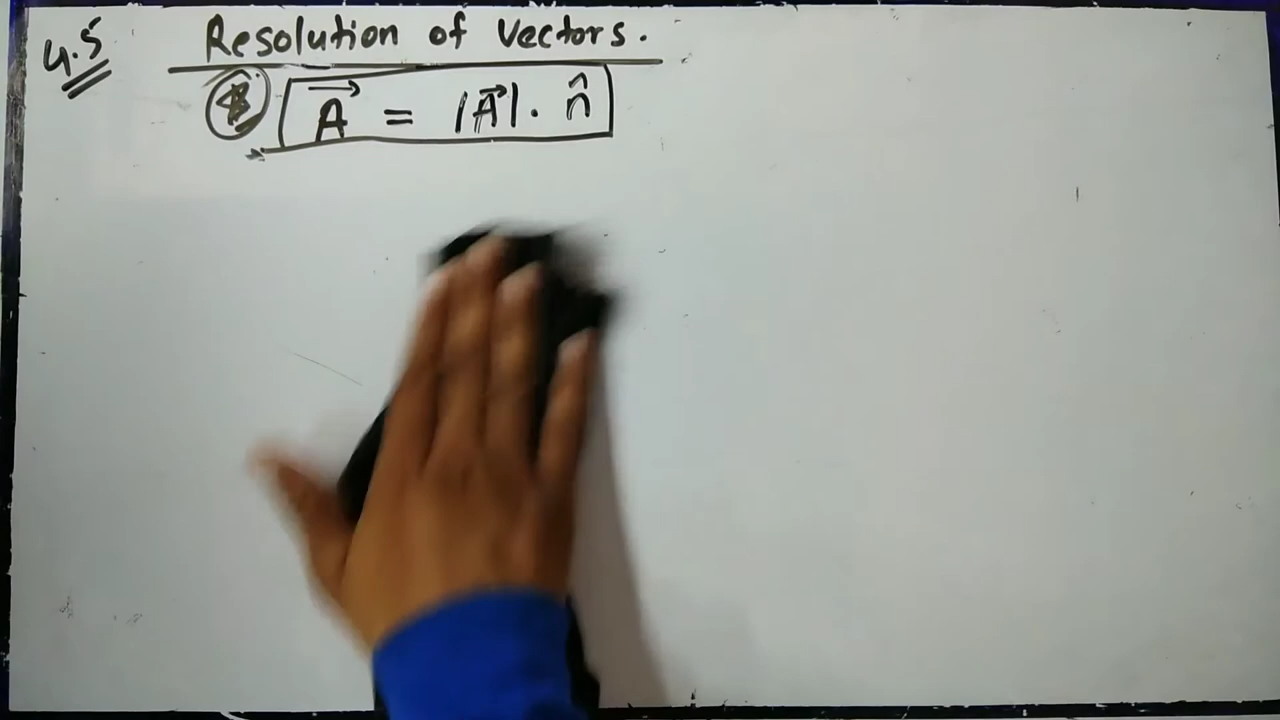 4.5 Resolution of vectors.
A⃗ = |A⃗| . n̂